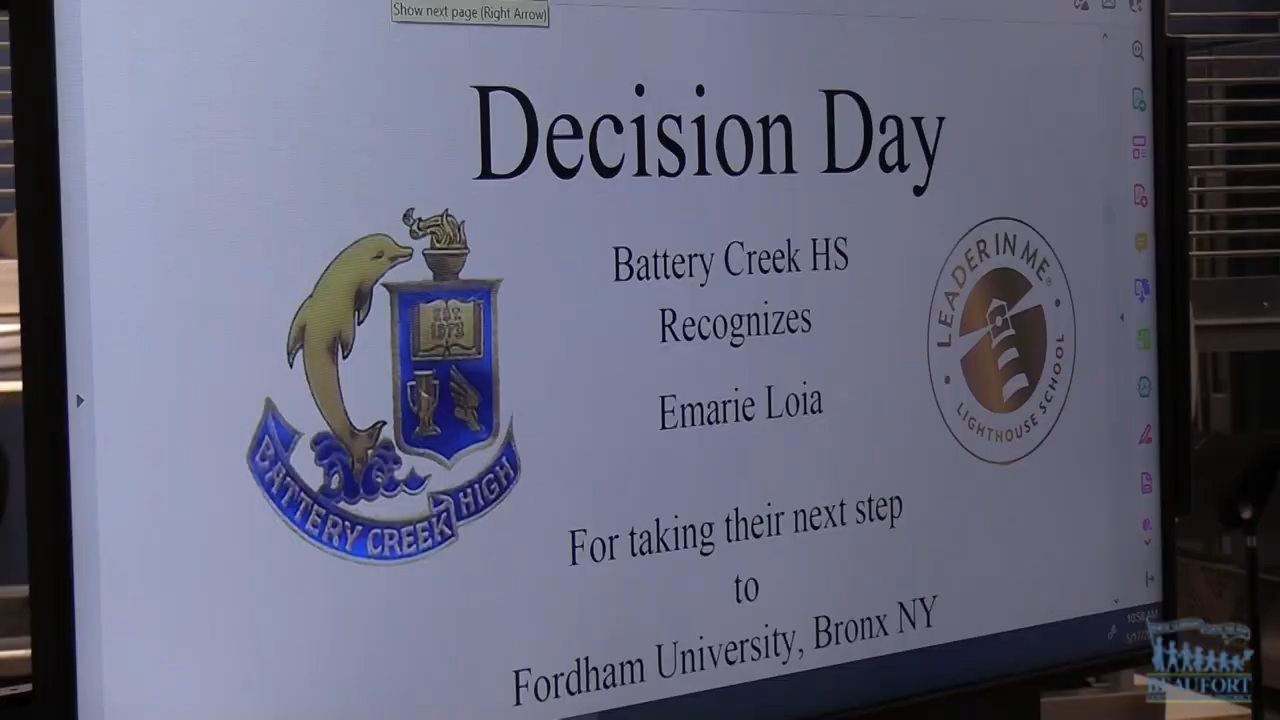 Show next page (Right Arrow)
Decision Day
Battery Creek HS
Recognizes
Emarie Loia
For taking their next step
to
Fordham University, Bronx NY
EST.
1973
BATTERY CREEK HIGH
LEADER IN ME®
LIGHTHOUSE SCHOOL
BEAUFORT